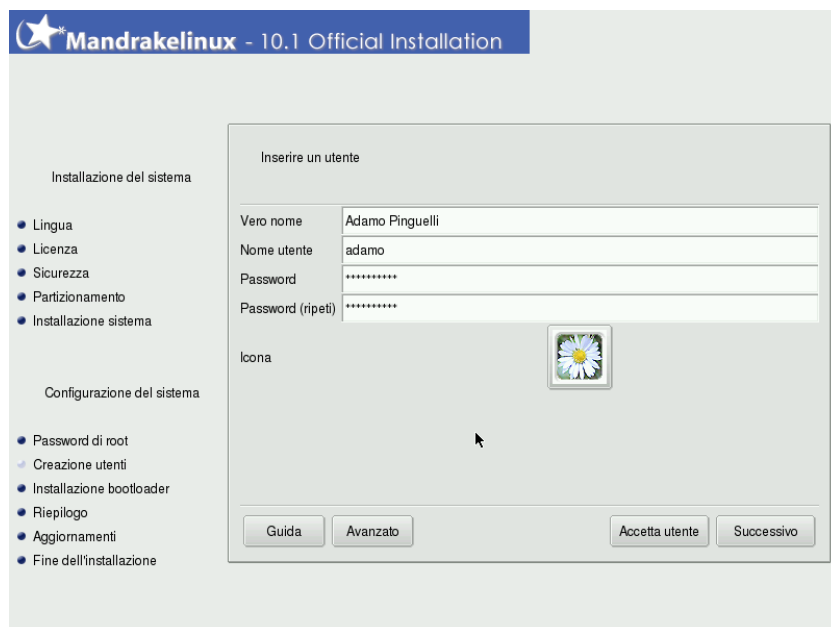 Mandrakelinux - 10.1 Official Installation
Installazione del sistema
Lingua
Licenza
Sicurezza
Partizionamento
Installazione sistema
Configurazione del sistema
Password di root
Creazione utenti
Installazione bootloader
Riepilogo
Aggiornamenti
Fine dell'installazione
Inserire un utente
Vero nome Adamo Pinguelli
Nome utente adamo
Password **********
Password (ripeti) **********
Icona
Guida Avanzato Accetta utente Successivo